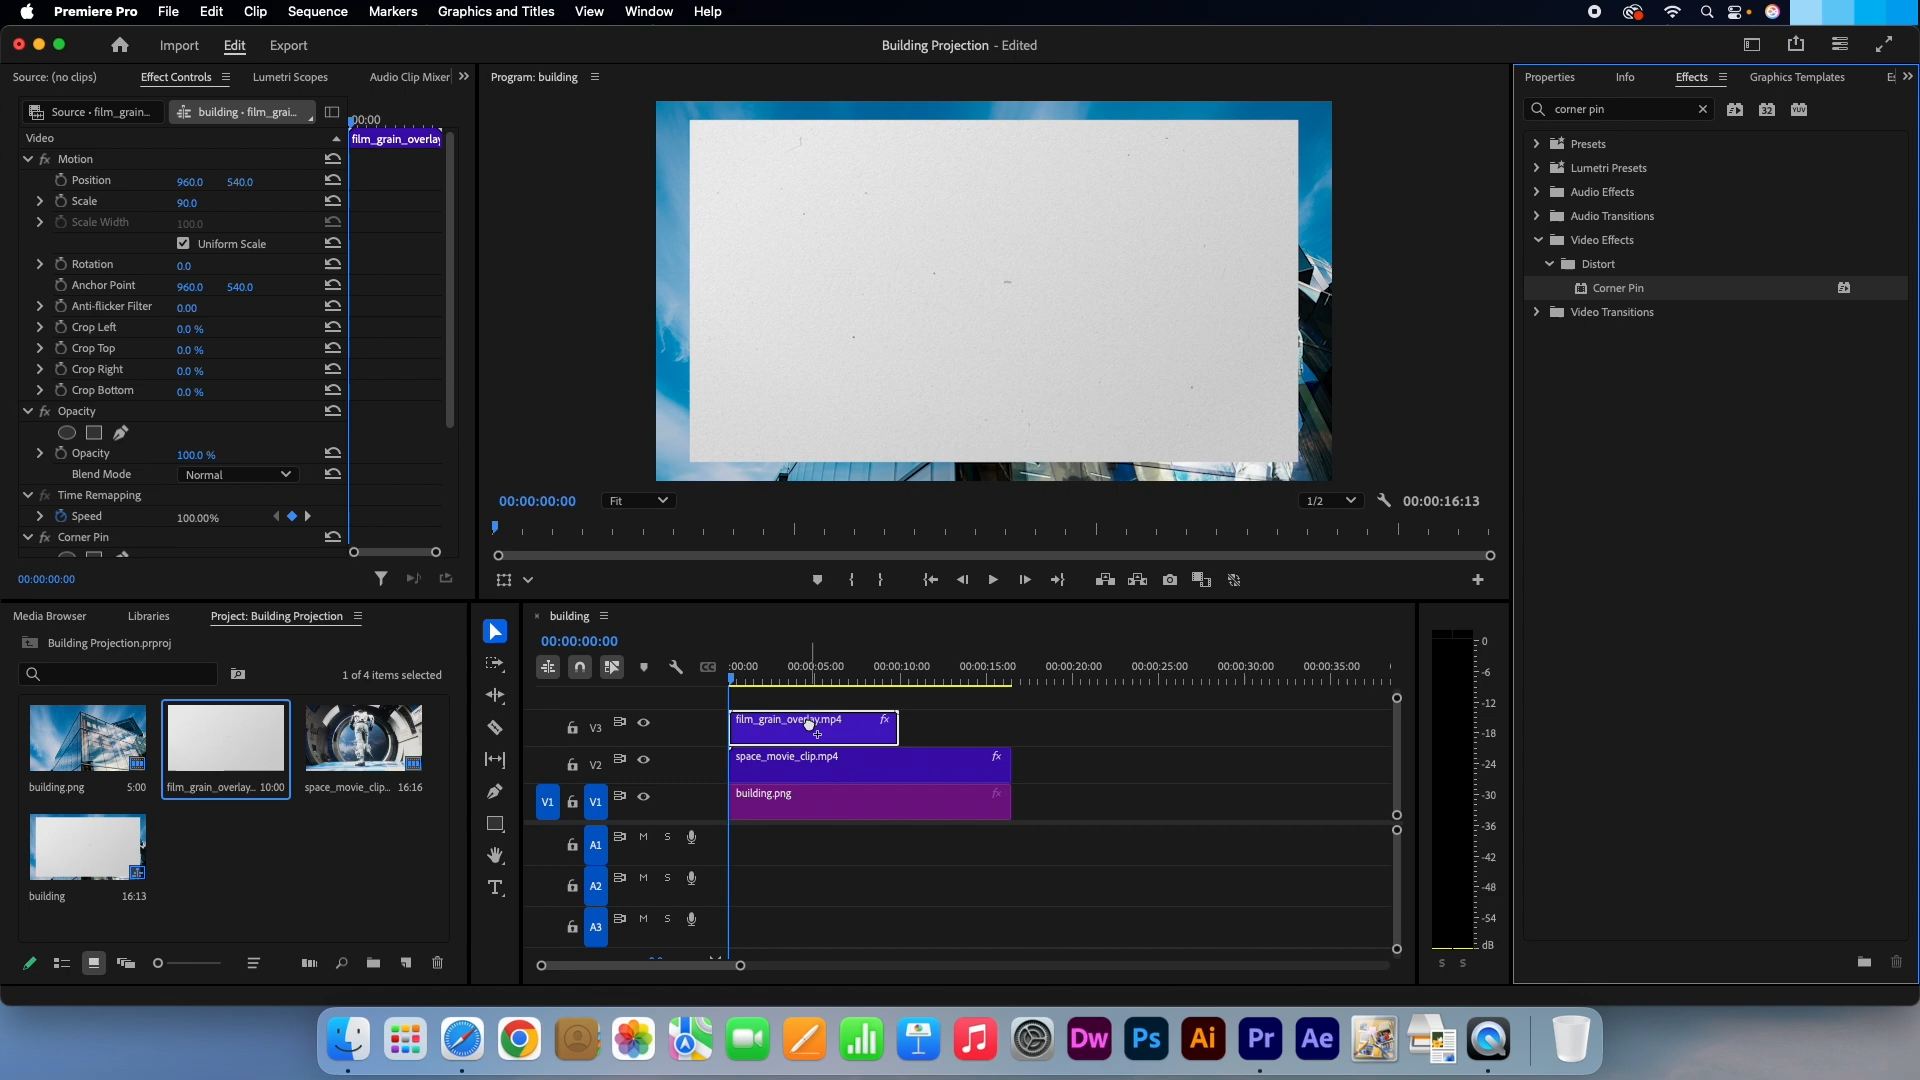 Premiere Pro File Edit Clip Sequence Markers Graphics and Titles View Window Help
Import Edit Export
Building Projection - Edited
Source: (no clips) Effect Controls Lumetri Scopes Audio Clip Mixer
Source • film_grain... building • film_grai...
:00:00
film_grain_overlay
Video
fx Motion
Position 960.0 540.0
Scale 90.0
Scale Width 100.0
Uniform Scale
Rotation 0.0
Anchor Point 960.0 540.0
Anti-flicker Filter 0.00
Crop Left 0.0 %
Crop Top 0.0 %
Crop Right 0.0 %
Crop Bottom 0.0 %
fx Opacity
Opacity 100.0 %
Blend Mode Normal
fx Time Remapping
Speed 100.00%
fx Corner Pin
00:00:00:00
Program: building
00:00:00:00 Fit 1/2 00:00:16:13
Properties Info Effects Graphics Templates Es
corner pin
32 YUV
Presets
Lumetri Presets
Audio Effects
Audio Transitions
Video Effects
Distort
Corner Pin
Video Transitions
Media Browser Libraries Project: Building Projection
Building Projection.prproj
1 of 4 items selected
building.png 5:00
film_grain_overlay... 10:00
space_movie_clip... 16:16
building 16:13
building
00:00:00:00
CC
:00:00 00:00:05:00 00:00:10:00 00:00:15:00 00:00:20:00 00:00:25:00 00:00:30:00 00:00:35:00
V3
film_grain_overlay.mp4 fx
V2
space_movie_clip.mp4 fx
V1 V1
building.png fx
A1 M S
A2 M S
A3 M S
0
-6
-12
-18
-24
-30
-36
-42
-48
-54
dB
S S
Dw Ps Ai Pr Ae